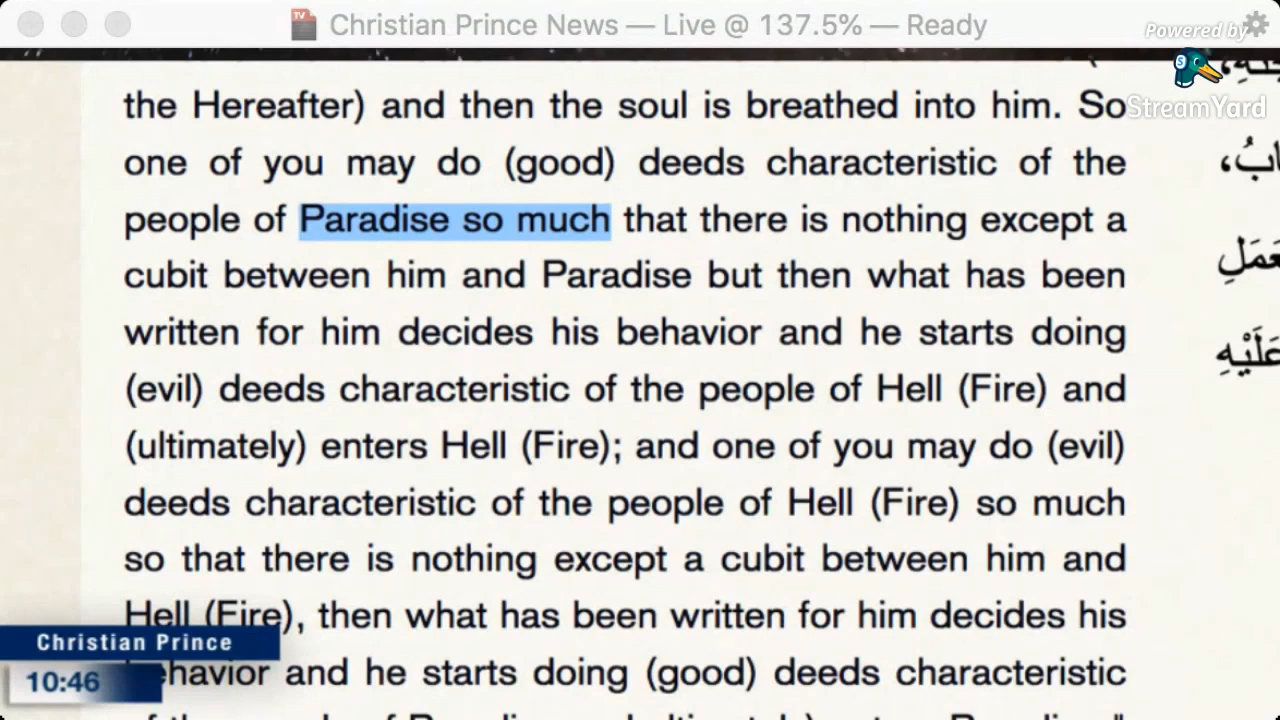 Christian Prince News — Live @ 137.5% — Ready
Powered by
StreamYard
the Hereafter) and then the soul is breathed into him. So
one of you may do (good) deeds characteristic of the
people of Paradise so much that there is nothing except a
cubit between him and Paradise but then what has been
written for him decides his behavior and he starts doing
(evil) deeds characteristic of the people of Hell (Fire) and
(ultimately) enters Hell (Fire); and one of you may do (evil)
deeds characteristic of the people of Hell (Fire) so much
so that there is nothing except a cubit between him and
Hell (Fire), then what has been written for him decides his
behavior and he starts doing (good) deeds characteristic
عَلَيْهِ
Christian Prince
10:46